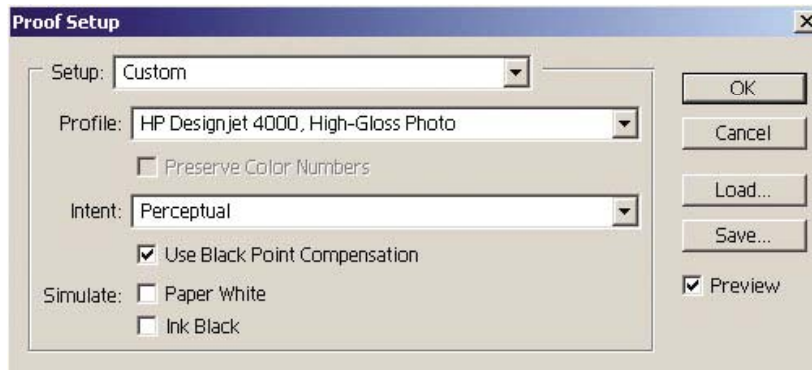 Proof Setup
Setup: Custom
Profile: HP Designjet 4000, High-Gloss Photo
Preserve Color Numbers
Intent: Perceptual
Use Black Point Compensation
Simulate: Paper White
Ink Black
OK
Cancel
Load...
Save...
Preview